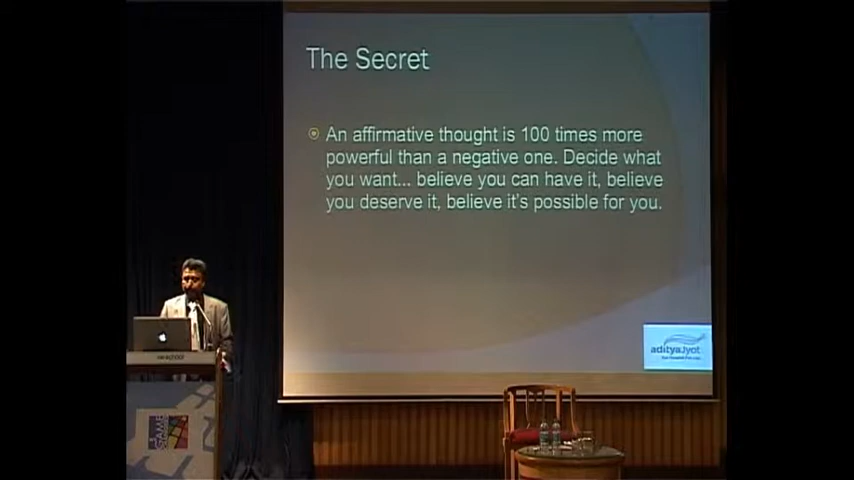 The Secret
An affirmative thought is 100 times more
powerful than a negative one. Decide what
you want... believe you can have it, believe
you deserve it, believe it's possible for you.
adityaJyot